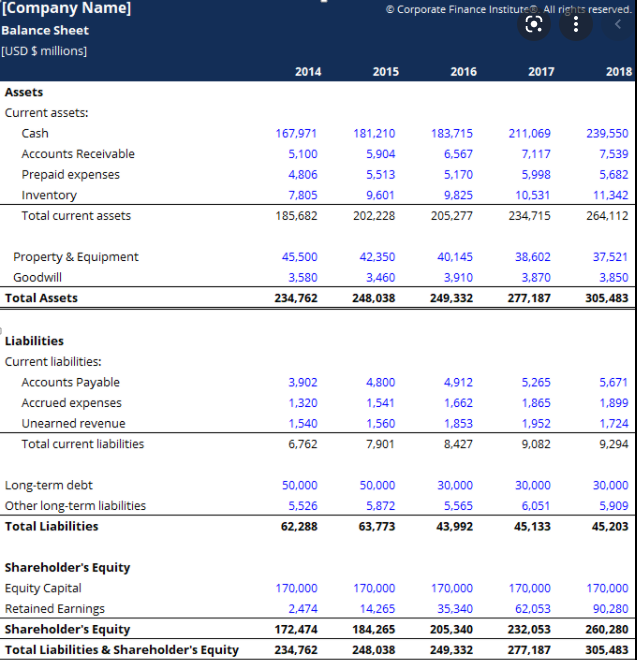 [Company Name]
© Corporate Finance Institute®. All rights reserved.
Balance Sheet
[USD $ millions]
2014 2015 2016 2017 2018
Assets
Current assets:
Cash 167,971 181,210 183,715 211,069 239,550
Accounts Receivable 5,100 5,904 6,567 7,117 7,539
Prepaid expenses 4,806 5,513 5,170 5,998 5,682
Inventory 7,805 9,601 9,825 10,531 11,342
Total current assets 185,682 202,228 205,277 234,715 264,112
Property & Equipment 45,500 42,350 40,145 38,602 37,521
Goodwill 3,580 3,460 3,910 3,870 3,850
Total Assets 234,762 248,038 249,332 277,187 305,483
Liabilities
Current liabilities:
Accounts Payable 3,902 4,800 4,912 5,265 5,671
Accrued expenses 1,320 1,541 1,662 1,865 1,899
Unearned revenue 1,540 1,560 1,853 1,952 1,724
Total current liabilities 6,762 7,901 8,427 9,082 9,294
Long-term debt 50,000 50,000 30,000 30,000 30,000
Other long-term liabilities 5,526 5,872 5,565 6,051 5,909
Total Liabilities 62,288 63,773 43,992 45,133 45,203
Shareholder's Equity
Equity Capital 170,000 170,000 170,000 170,000 170,000
Retained Earnings 2,474 14,265 35,340 62,053 90,280
Shareholder's Equity 172,474 184,265 205,340 232,053 260,280
Total Liabilities & Shareholder's Equity 234,762 248,038 249,332 277,187 305,483